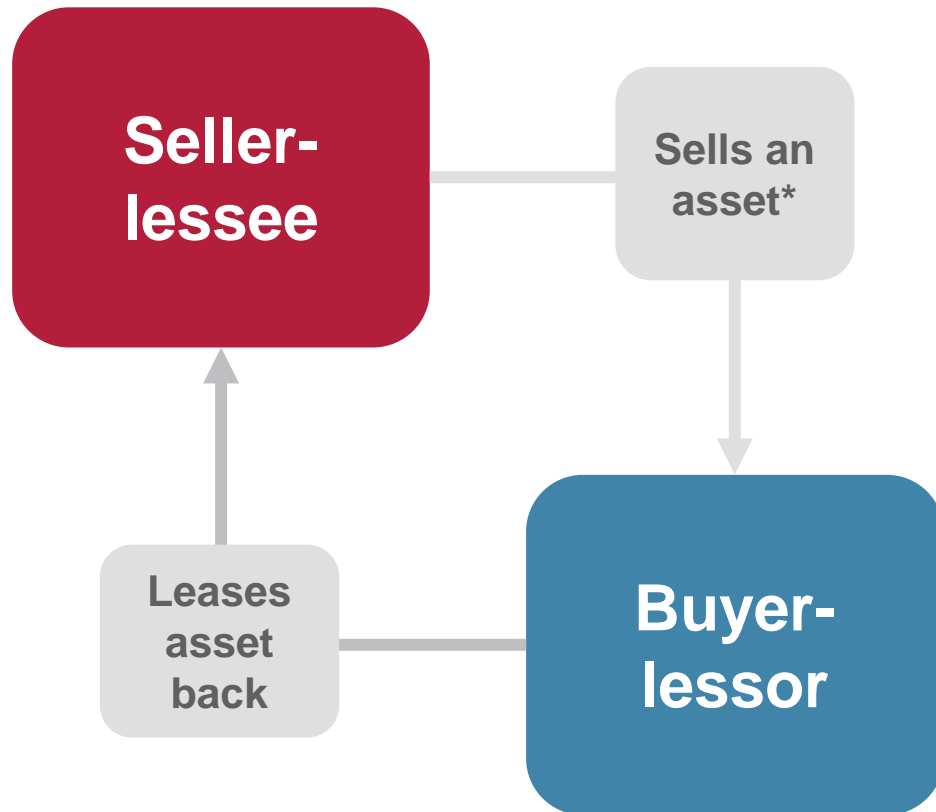 Seller-
lessee
Sells an
asset*
Leases
asset
back
Buyer-
lessor